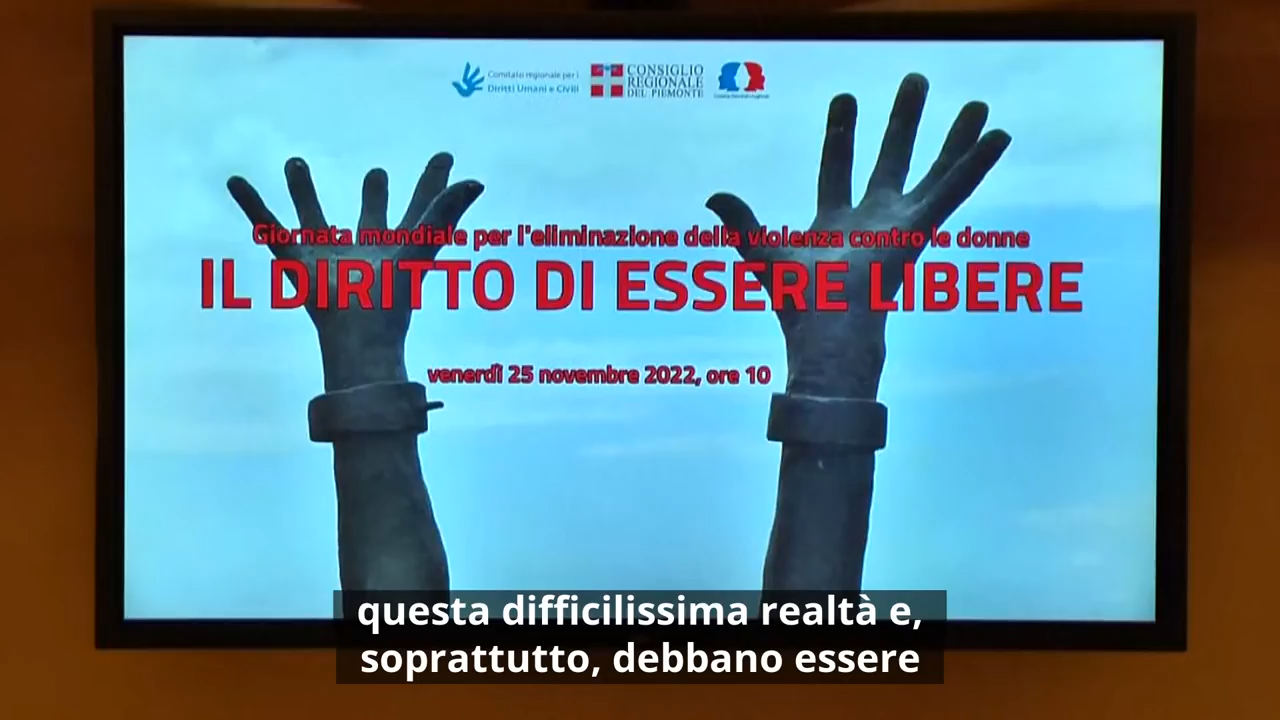 Comitato regionale per i
Diritti Umani e Civili
CONSIGLIO
REGIONALE
DEL PIEMONTE
Giornata mondiale per l'eliminazione della violenza contro le donne
IL DIRITTO DI ESSERE LIBERE
venerdì 25 novembre 2022, ore 10
questa difficilissima realtà e,
soprattutto, debbano essere